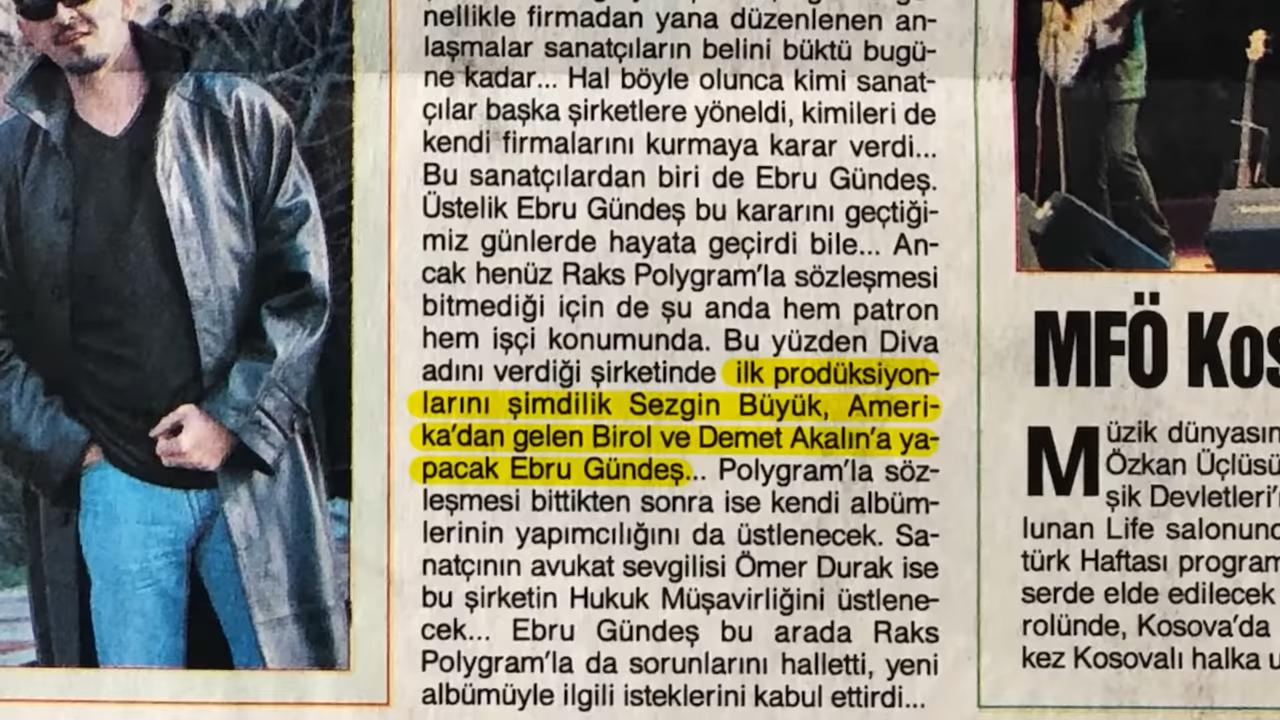 nellikle firmadan yana düzenlenen an-
laşmalar sanatçıların belini büktü bugü-
ne kadar... Hal böyle olunca kimi sanat-
çılar başka şirketlere yöneldi, kimileri de
kendi firmalarını kurmaya karar verdi...
Bu sanatçılardan biri de Ebru Gündeş.
Üstelik Ebru Gündeş bu kararını geçtiği-
miz günlerde hayata geçirdi bile... An-
cak henüz Raks Polygram'la sözleşmesi
bitmediği için de şu anda hem patron
hem işçi konumunda. Bu yüzden Diva
adını verdiği şirketinde ilk prodüksiyon-
larını şimdilik Sezgin Büyük, Ameri-
ka'dan gelen Birol ve Demet Akalın'a ya-
pacak Ebru Gündeş... Polygram'la söz-
leşmesi bittikten sonra ise kendi albüm-
lerinin yapımcılığını da üstlenecek. Sa-
natçının avukat sevgilisi Ömer Durak ise
bu şirketin Hukuk Müşavirliğini üstlene-
cek... Ebru Gündeş bu arada Raks
Polygram'la da sorunlarını halletti, yeni
albümüyle ilgili isteklerini kabul ettirdi...
MFÖ Kos
Müzik dünyasın
Özkan Üçlüsü
şik Devletleri'
lunan Life salonund
türk Haftası program
serde elde edilecek
rolünde, Kosova'da
kez Kosovalı halka u